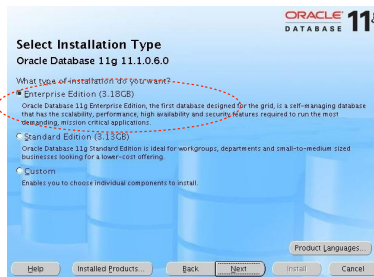 ORACLE
DATABASE 11g
Select Installation Type
Oracle Database 11g 11.1.0.6.0
What type of installation do you want?
Enterprise Edition (3.18GB)
Oracle Database 11g Enterprise Edition, the first database designed for the grid, is a self-managing database
that has the scalability, performance, high availability and security features required to run the most
demanding, mission critical applications.
Standard Edition (3.13GB)
Oracle Database 11g Standard Edition is ideal for workgroups, departments and small-to-medium sized
businesses looking for a lower-cost offering.
Custom
Enables you to choose individual components to install.
Product Languages...
Help Installed Products... Back Next Install Cancel